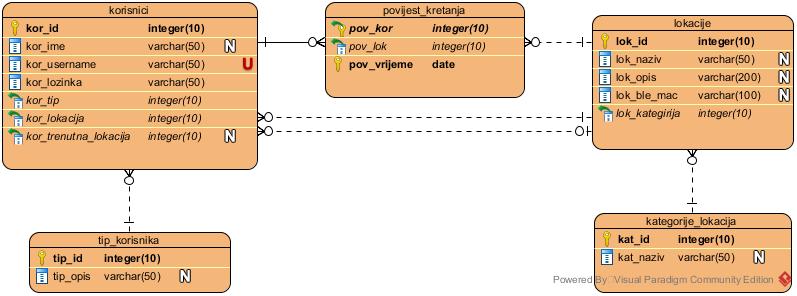 korisnici
kor_id integer(10)
kor_ime varchar(50) N
kor_username varchar(50) U
kor_lozinka varchar(50)
kor_tip integer(10)
kor_lokacija integer(10)
kor_trenutna_lokacija integer(10) N
povijest_kretanja
pov_kor integer(10)
pov_lok integer(10)
pov_vrijeme date
lokacije
lok_id integer(10)
lok_naziv varchar(50) N
lok_opis varchar(200) N
lok_ble_mac varchar(100) N
lok_kategirija integer(10)
tip_korisnika
tip_id integer(10)
tip_opis varchar(50) N
kategorije_lokacija
kat_id integer(10)
kat_naziv varchar(50) N
Powered By Visual Paradigm Community Edition